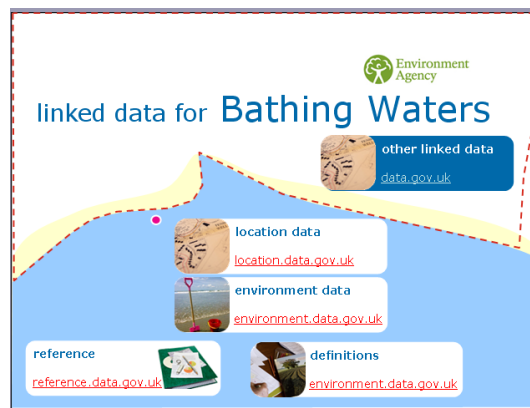 Environment
Agency
linked data for Bathing Waters
other linked data
data.gov.uk
location data
location.data.gov.uk
environment data
environment.data.gov.uk
reference
reference.data.gov.uk
definitions
environment.data.gov.uk